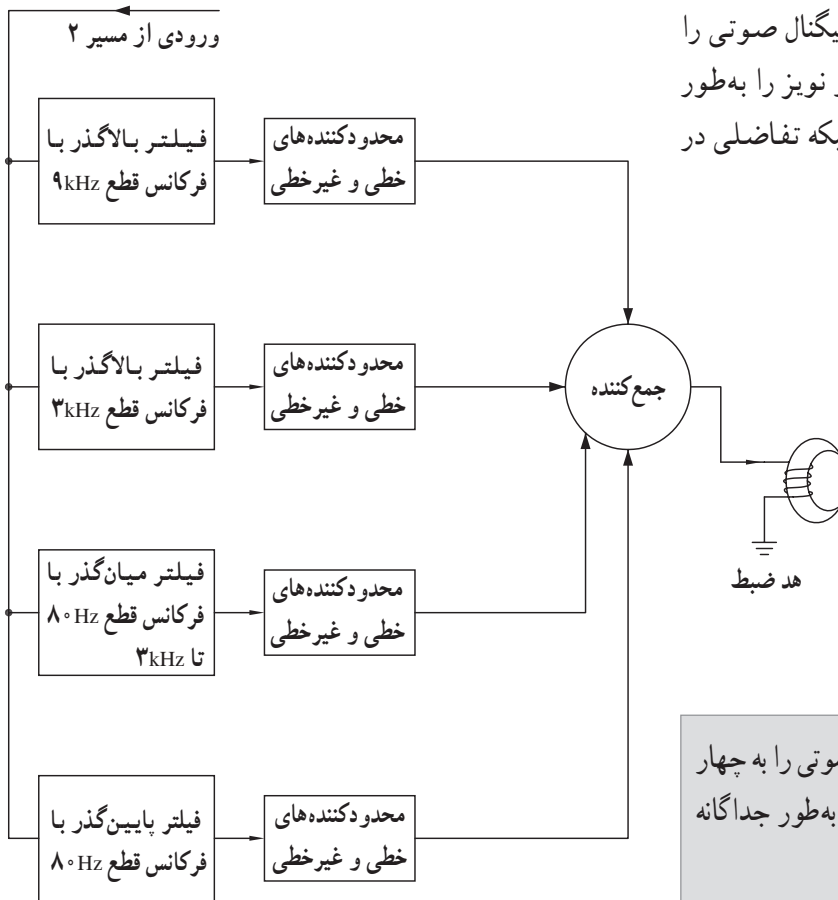 یگنال صوتی را
نویز را به‌طور
که تفاضلی در
ورودی از مسیر ۲
فیلتر بالاگذر با
فرکانس قطع ۹kHz
محدودکننده‌های
خطی و غیرخطی
فیلتر بالاگذر با
فرکانس قطع ۳kHz
محدودکننده‌های
خطی و غیرخطی
جمع‌کننده
هد ضبط
فیلتر میان‌گذر با
فرکانس قطع ۸۰Hz
تا ۳kHz
محدودکننده‌های
خطی و غیرخطی
وتی را به چهار
به‌طور جداگانه
فیلتر پایین‌گذر با
فرکانس قطع ۸۰Hz
محدودکننده‌های
خطی و غیرخطی